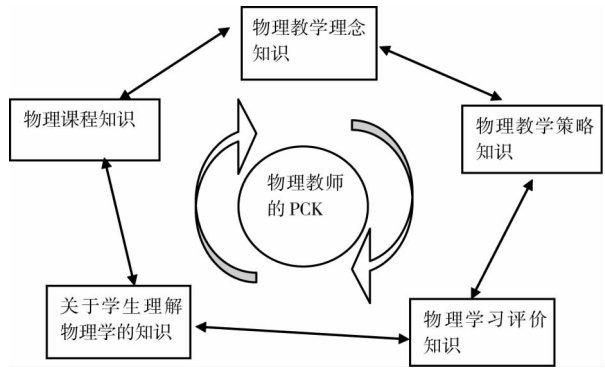 物理教学理念
知识
物理课程知识
物理教学策略
知识
物理教师
的 PCK
关于学生理解
物理学的知识
物理学习评价
知识